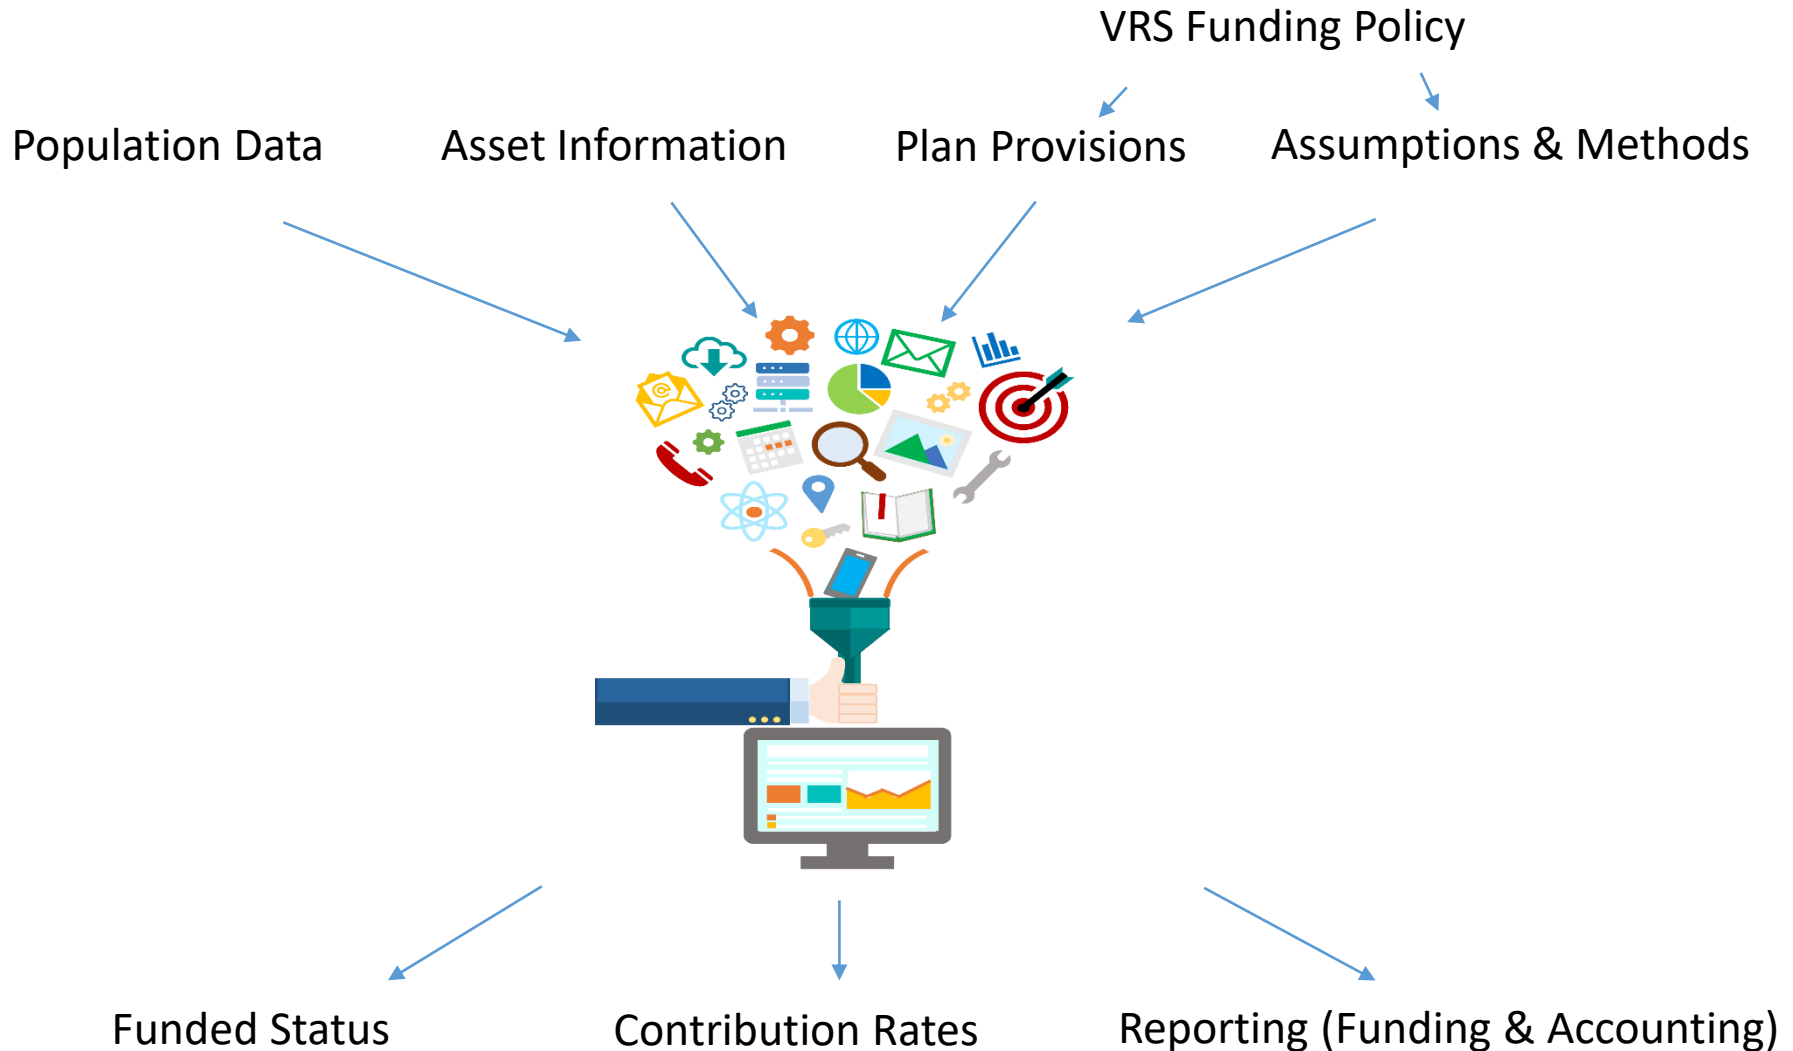 VRS Funding Policy
Population Data
Asset Information
Plan Provisions
Assumptions & Methods
@
Funded Status
Contribution Rates
Reporting (Funding & Accounting)